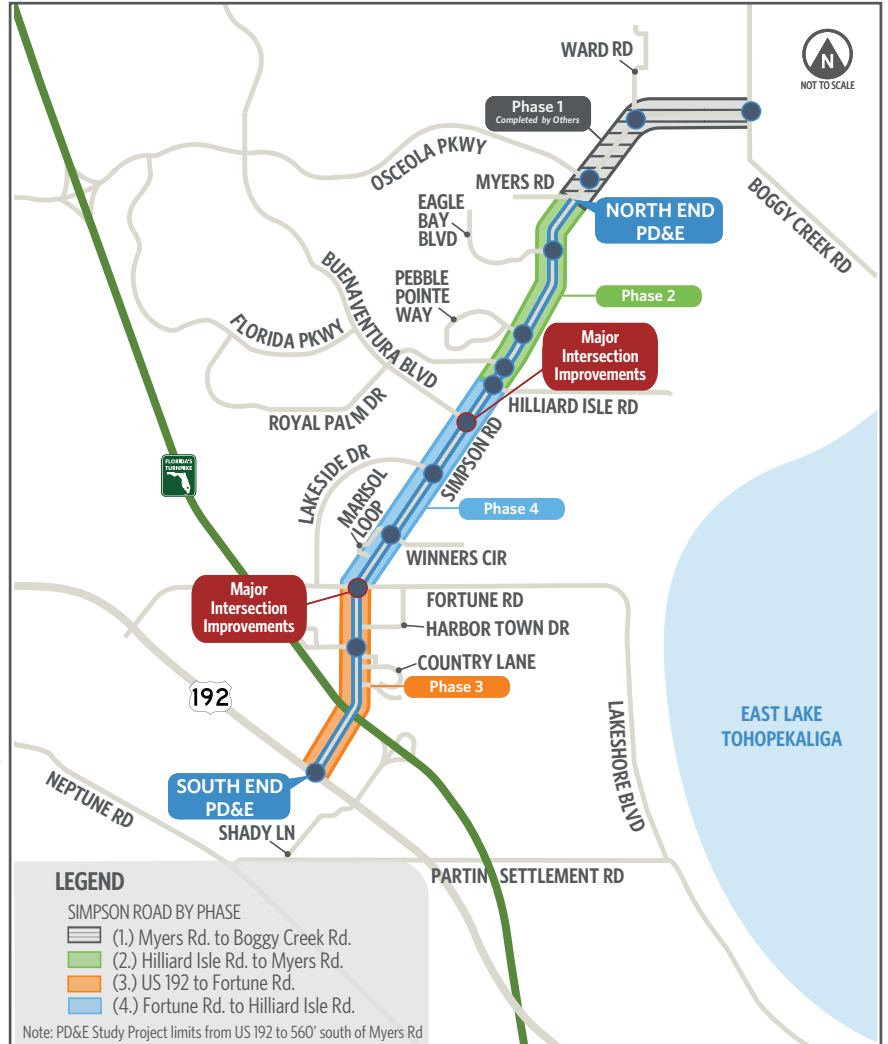 WARD RD
N
NOT TO SCALE
Phase 1
Completed by Others
OSCEOLA PKWY
MYERS RD
BOGGY CREEK RD
EAGLE
BAY
BLVD
NORTH END
PD&E
BUENAVENTURA BLVD
PEBBLE
POINTE
WAY
Phase 2
FLORIDA PKWY
Major
Intersection
Improvements
ROYAL PALM DR
HILLIARD ISLE RD
SIMPSON RD
LAKESIDE DR
FLORIDA'S
TURNPIKE
MARISOL
LOOP
Phase 4
WINNERS CIR
Major
Intersection
Improvements
FORTUNE RD
HARBOR TOWN DR
COUNTRY LANE
Phase 3
192
LAKESHORE BLVD
EAST LAKE
TOHOPEKALIGA
SOUTH END
PD&E
NEPTUNE RD
SHADY LN
PARTIN SETTLEMENT RD
LEGEND
SIMPSON ROAD BY PHASE
(1.) Myers Rd. to Boggy Creek Rd.
(2.) Hilliard Isle Rd. to Myers Rd.
(3.) US 192 to Fortune Rd.
(4.) Fortune Rd. to Hilliard Isle Rd.
Note: PD&E Study Project limits from US 192 to 560' south of Myers Rd